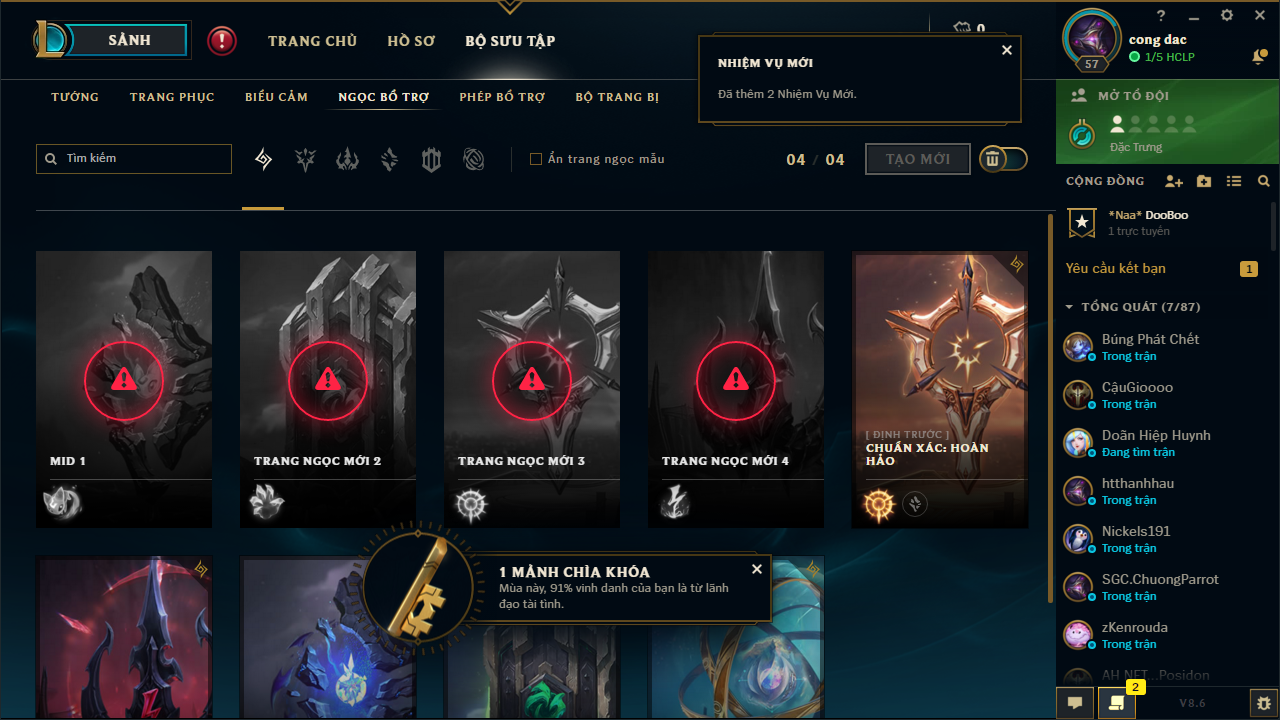 SẢNH
TRANG CHỦ
HỒ SƠ
BỘ SƯU TẬP
0
TƯỚNG
TRANG PHỤC
BIỂU CẢM
NGỌC BỔ TRỢ
PHÉP BỔ TRỢ
BỘ TRANG BỊ
NHIỆM VỤ MỚI
Đã thêm 2 Nhiệm Vụ Mới.
Tìm kiếm
Ẩn trang ngọc mẫu
04 / 04
TẠO MỚI
MID 1
TRANG NGỌC MỚI 2
TRANG NGỌC MỚI 3
TRANG NGỌC MỚI 4
[ ĐỊNH TRƯỚC ]
CHUẨN XÁC: HOÀN
HẢO
1 MẢNH CHÌA KHÓA
Mùa này, 91% vinh danh của bạn là từ lãnh
đạo tài tình.
?
cong dac
1/5 HCLP
57
MỞ TỔ ĐỘI
Đặc Trưng
CỘNG ĐỒNG
*Naa* DooBoo
1 trực tuyến
Yêu cầu kết bạn
1
TỔNG QUÁT (7/87)
Búng Phát Chết
Trong trận
CậuGioooo
Trong trận
Doãn Hiệp Huynh
Đang tìm trận
htthanhhau
Trong trận
Nickels191
Trong trận
SGC.ChuongParrot
Trong trận
zKenrouda
Trong trận
AH NET...Posidon
2
V8.6